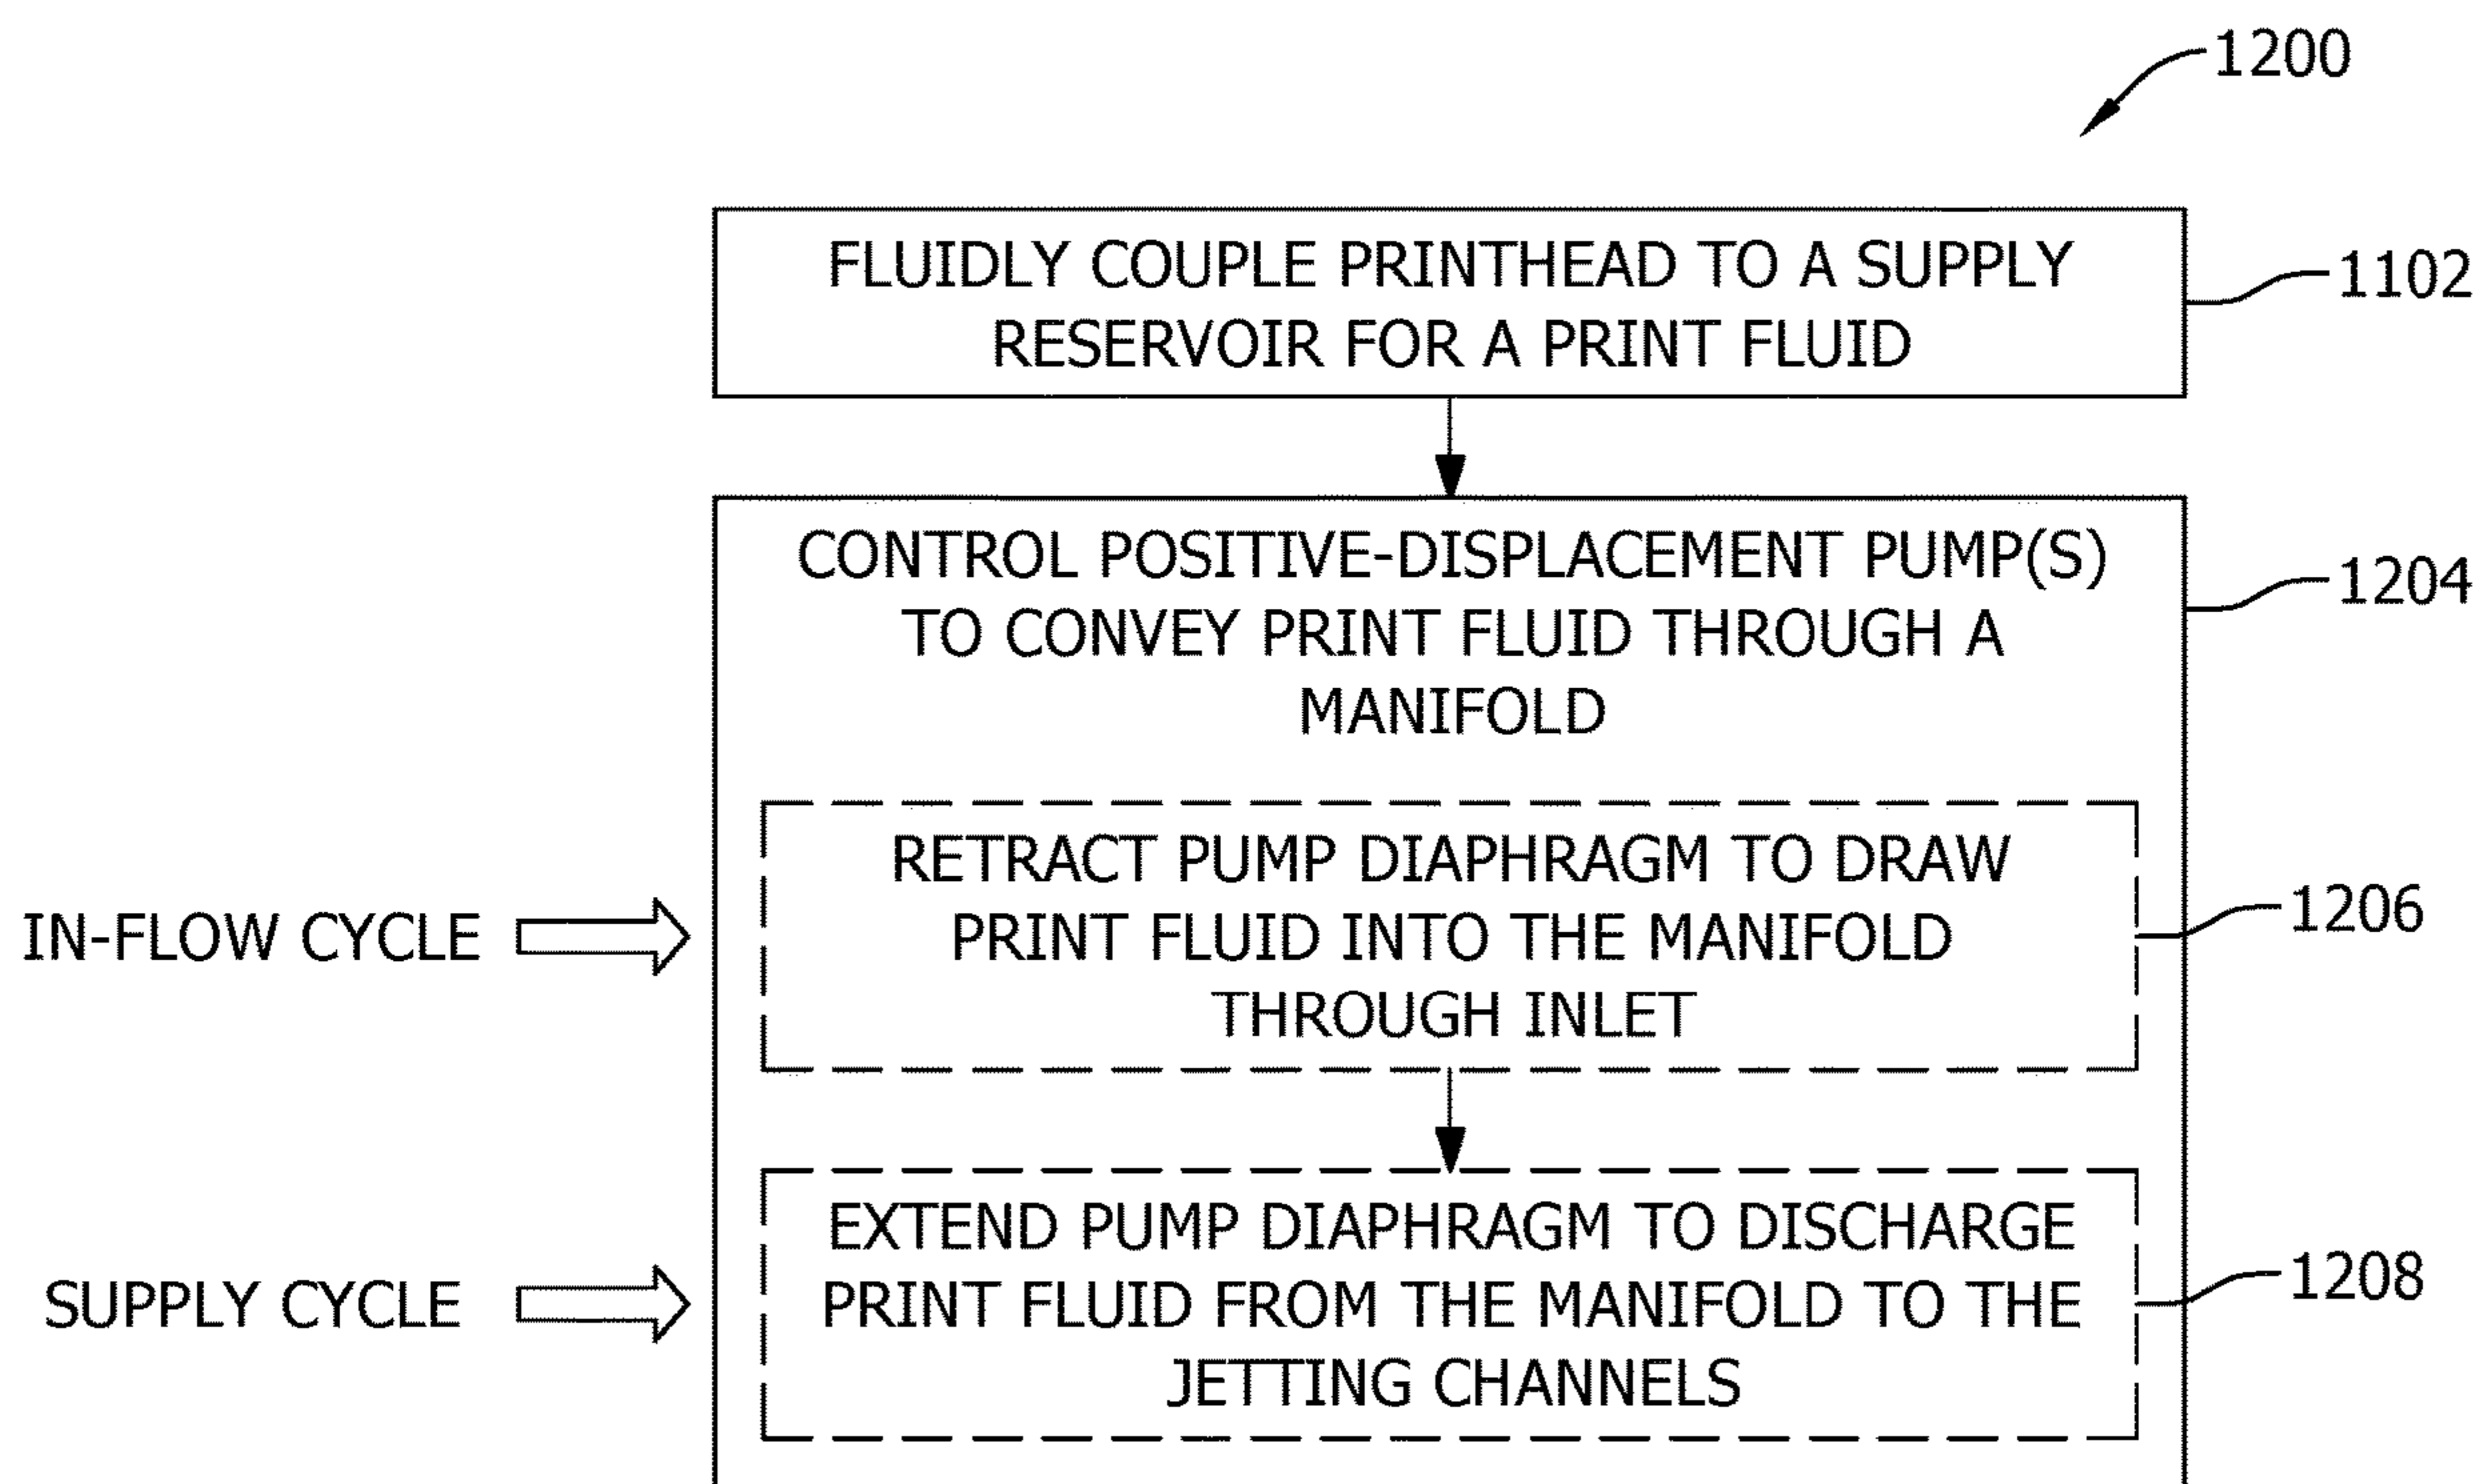 1200
FLUIDLY COUPLE PRINTHEAD TO A SUPPLY
RESERVOIR FOR A PRINT FLUID
1102
CONTROL POSITIVE-DISPLACEMENT PUMP(S)
TO CONVEY PRINT FLUID THROUGH A
MANIFOLD
1204
IN-FLOW CYCLE
RETRACT PUMP DIAPHRAGM TO DRAW
PRINT FLUID INTO THE MANIFOLD
THROUGH INLET
1206
SUPPLY CYCLE
EXTEND PUMP DIAPHRAGM TO DISCHARGE
PRINT FLUID FROM THE MANIFOLD TO THE
JETTING CHANNELS
1208